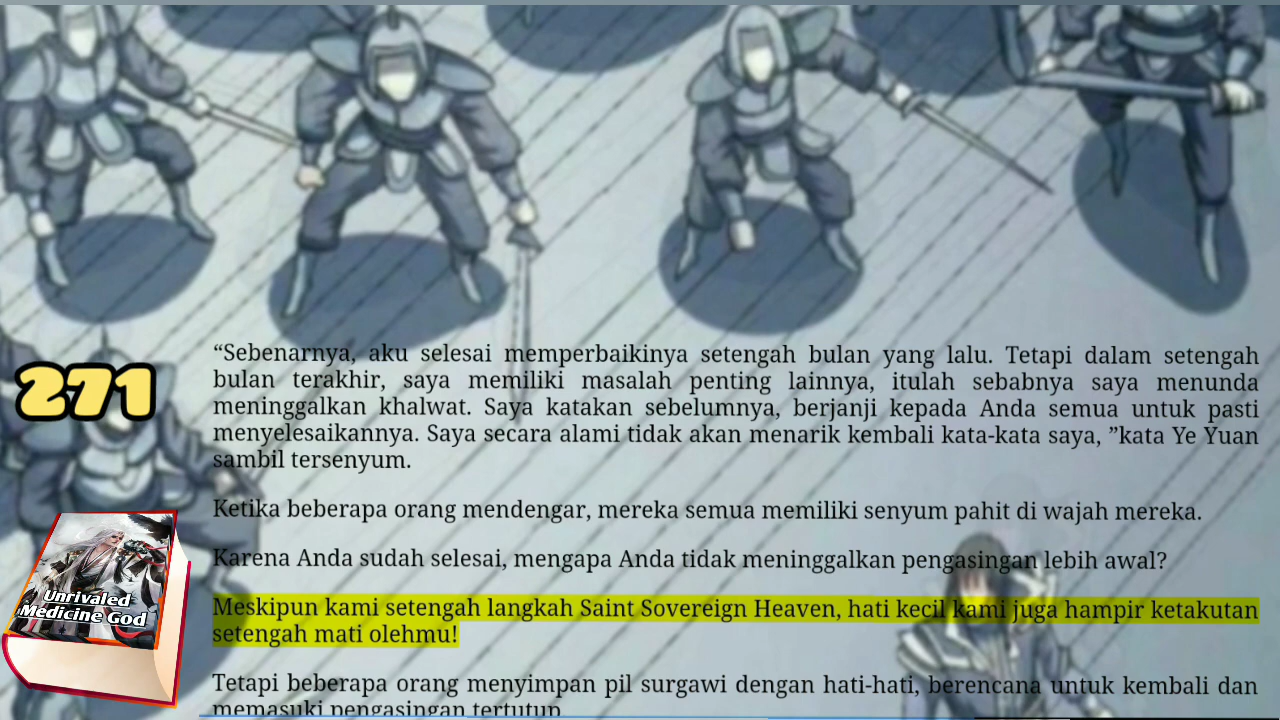 “Sebenarnya, aku selesai memperbaikinya setengah bulan yang lalu. Tetapi dalam setengah
bulan terakhir, saya memiliki masalah penting lainnya, itulah sebabnya saya menunda
meninggalkan khalwat. Saya katakan sebelumnya, berjanji kepada Anda semua untuk pasti
menyelesaikannya. Saya secara alami tidak akan menarik kembali kata-kata saya, ”kata Ye Yuan
sambil tersenyum.
Ketika beberapa orang mendengar, mereka semua memiliki senyum pahit di wajah mereka.
Karena Anda sudah selesai, mengapa Anda tidak meninggalkan pengasingan lebih awal?
Meskipun kami setengah langkah Saint Sovereign Heaven, hati kecil kami juga hampir ketakutan
setengah mati olehmu!
Tetapi beberapa orang menyimpan pil surgawi dengan hati-hati, berencana untuk kembali dan
memasuki pengasingan tertutup
271
Unrivaled
Medicine God